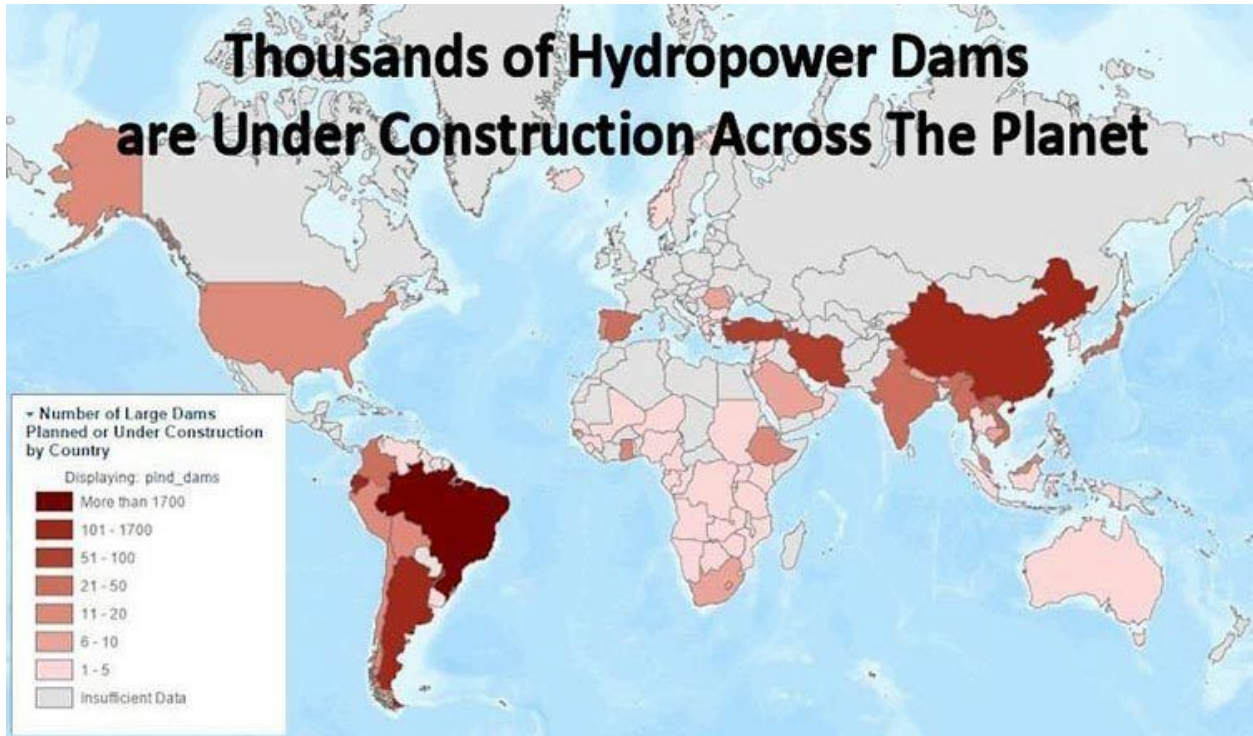 Thousands of Hydropower Dams
are Under Construction Across The Planet
Number of Large Dams
Planned or Under Construction
by Country
Displaying: pind_dams
More than 1700
101 - 1700
51 - 100
21 - 50
11 - 20
6 - 10
1 - 5
Insufficient Data